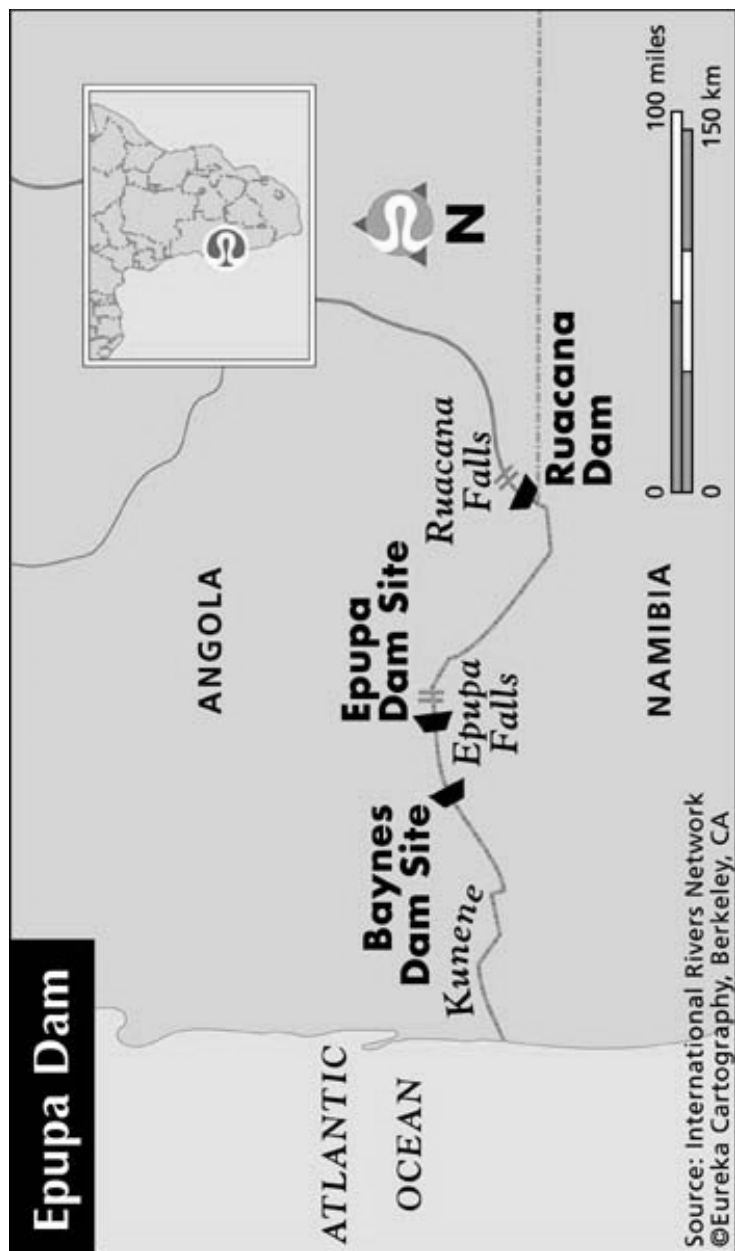 Epupa Dam
ANGOLA
ATLANTIC
OCEAN
Baynes
Dam Site
Epupa
Dam Site
Ruacana
Falls
N
Kunene
Epupa
Falls
Ruacana
Dam
NAMIBIA
0
100 miles
0
150 km
Source: International Rivers Network
©Eureka Cartography, Berkeley, CA